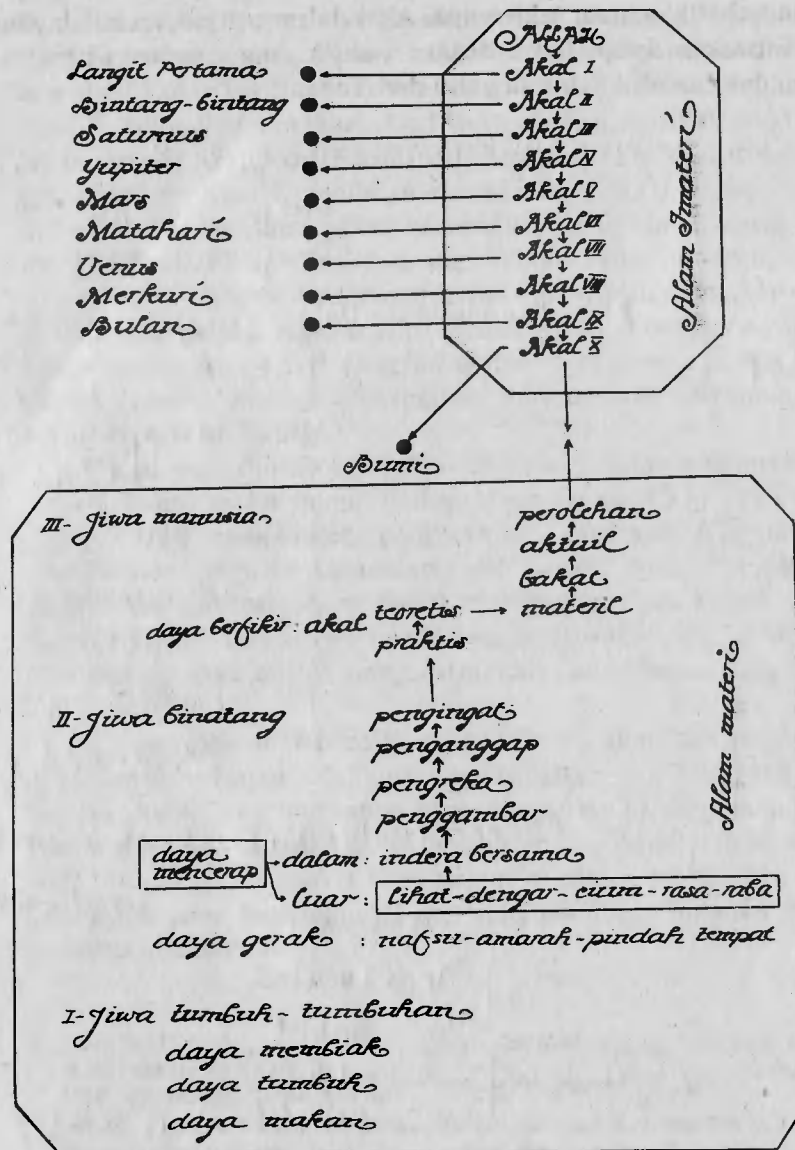 ALLAH
Langit Pertama Akal I
Bintang-bintang Akal II
Saturnus Akal III
Yupiter Akal IV
Mars Akal V
Matahari Akal VI
Venus Akal VII
Merkuri Akal VIII
Bulan Akal IX
Akal X
Alam Imateri
Bumi
III- Jiwa manusia
perolehan
aktuil
bakat
daya berfikir : akal teoretis materil
praktis
II- Jiwa binatang
pengingat
penganggap
pengreka
penggambar
Alam materi
daya
mencerap
dalam : indera bersama
luar : lihat-dengar-cium-rasa-raba
daya gerak : nafsu-amarah-pindah tempat
I- Jiwa tumbuh-tumbuhan
daya membiak
daya tumbuh
daya makan